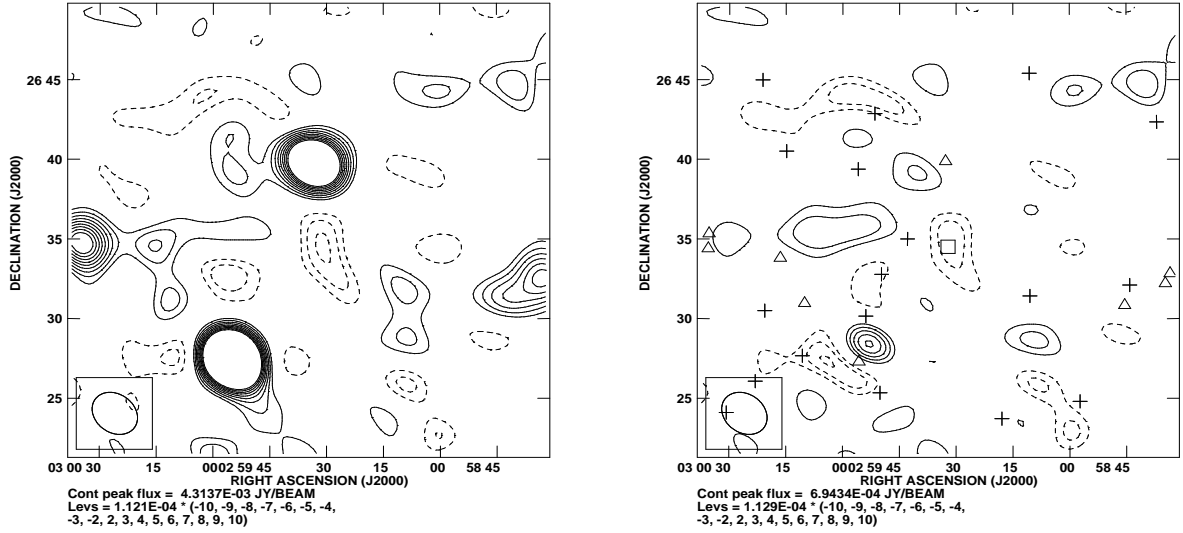 26 45
40
35
30
25
DECLINATION (J2000)
03 00 30
15
00 02 59 45
30
15
00
58 45
RIGHT ASCENSION (J2000)
Cont peak flux = 4.3137E-03 JY/BEAM
Levs = 1.121E-04 * (-10, -9, -8, -7, -6, -5, -4,
-3, -2, 2, 3, 4, 5, 6, 7, 8, 9, 10)
26 45
40
35
30
25
DECLINATION (J2000)
03 00 30
15
00 02 59 45
30
15
00
58 45
RIGHT ASCENSION (J2000)
Cont peak flux = 6.9434E-04 JY/BEAM
Levs = 1.129E-04 * (-10, -9, -8, -7, -6, -5, -4,
-3, -2, 2, 3, 4, 5, 6, 7, 8, 9, 10)